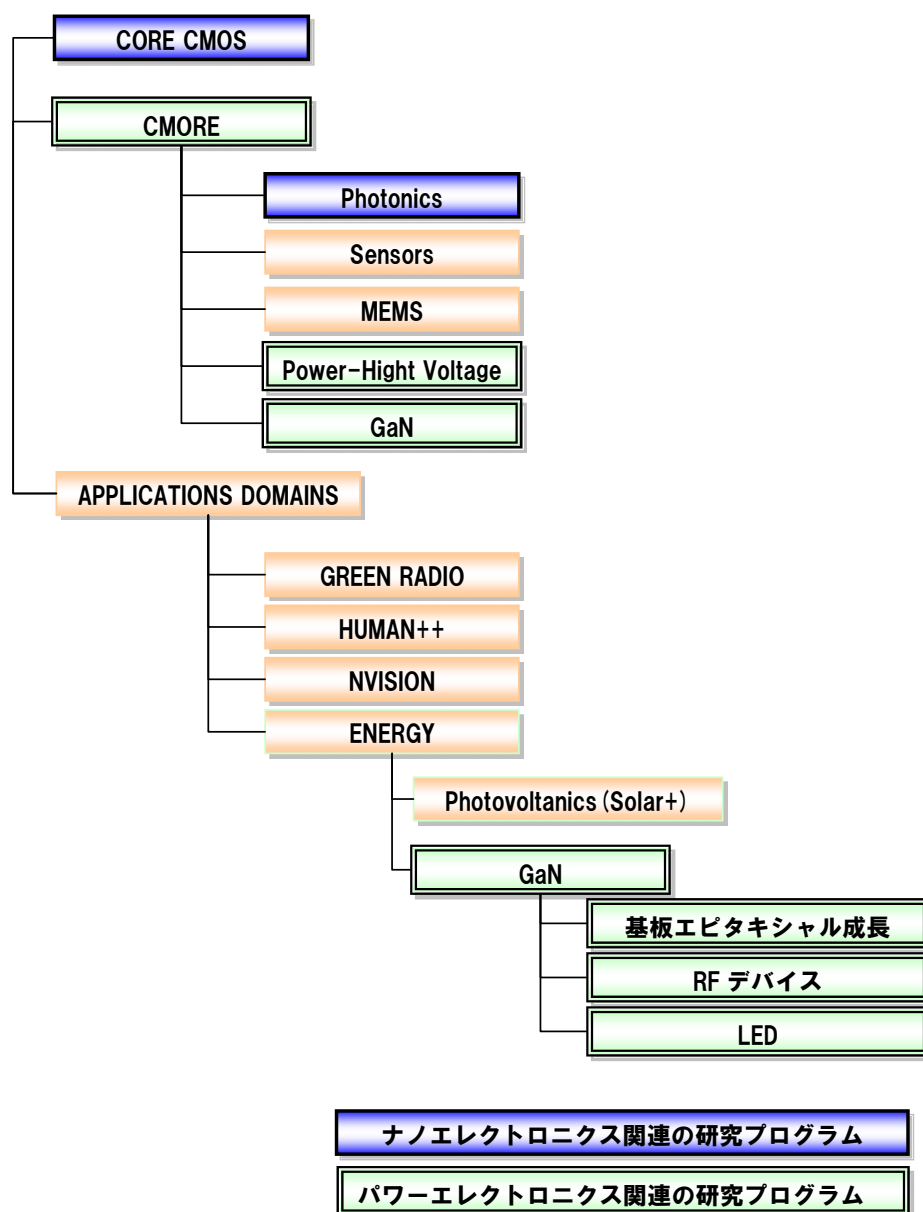 CORE CMOS
CMORE
Photonics
Sensors
MEMS
Power-Hight Voltage
GaN
APPLICATIONS DOMAINS
GREEN RADIO
HUMAN++
NVISION
ENERGY
Photovoltanics (Solar+)
GaN
基板エピタキシャル成長
RF デバイス
LED
ナノエレクトロニクス関連の研究プログラム
パワーエレクトロニクス関連の研究プログラム